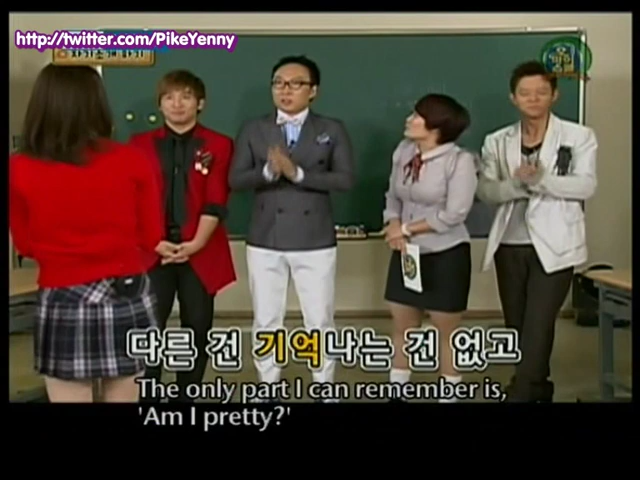 http://twitter.com/PikeYenny
다른 건 기억나는 건 없고
The only part I can remember is,
'Am I pretty?'